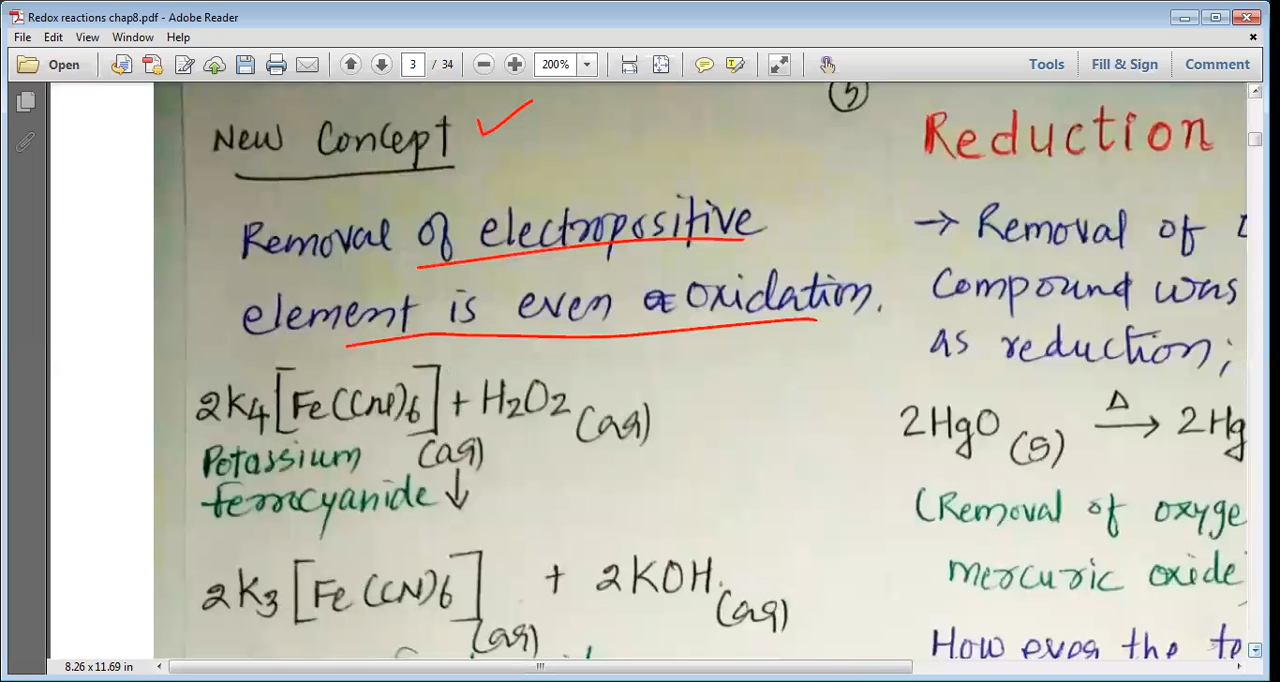 Redox reactions chap8.pdf - Adobe Reader
File Edit View Window Help
Open 3 / 34 200% Tools Fill & Sign Comment
(3)
New Concept
Removal of electropositive
element is even oxidation.
2K4[Fe(CN)6] + H2O2 (aq)
(aq)
Potassium
ferrocyanide ↓
2K3[Fe(CN)6] + 2KOH (aq)
(aq)
Reduction
→ Removal of
Compound was
as reduction;
2HgO (s) Δ→ 2Hg
(Removal of oxyge
mercuric oxide
How ever the te
8.26 x 11.69 in